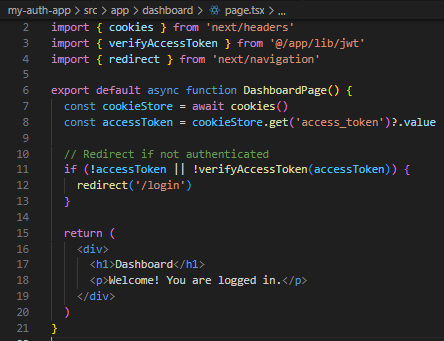 my-auth-app > src > app > dashboard > page.tsx > ...
2 import { cookies } from 'next/headers'
3 import { verifyAccessToken } from '@/app/lib/jwt'
4 import { redirect } from 'next/navigation'
5
6 export default async function DashboardPage() {
7   const cookieStore = await cookies()
8   const accessToken = cookieStore.get('access_token')?.value
9
10   // Redirect if not authenticated
11   if (!accessToken || !verifyAccessToken(accessToken)) {
12     redirect('/login')
13   }
14
15   return (
16     <div>
17       <h1>Dashboard</h1>
18       <p>Welcome! You are logged in.</p>
19     </div>
20   )
21 }